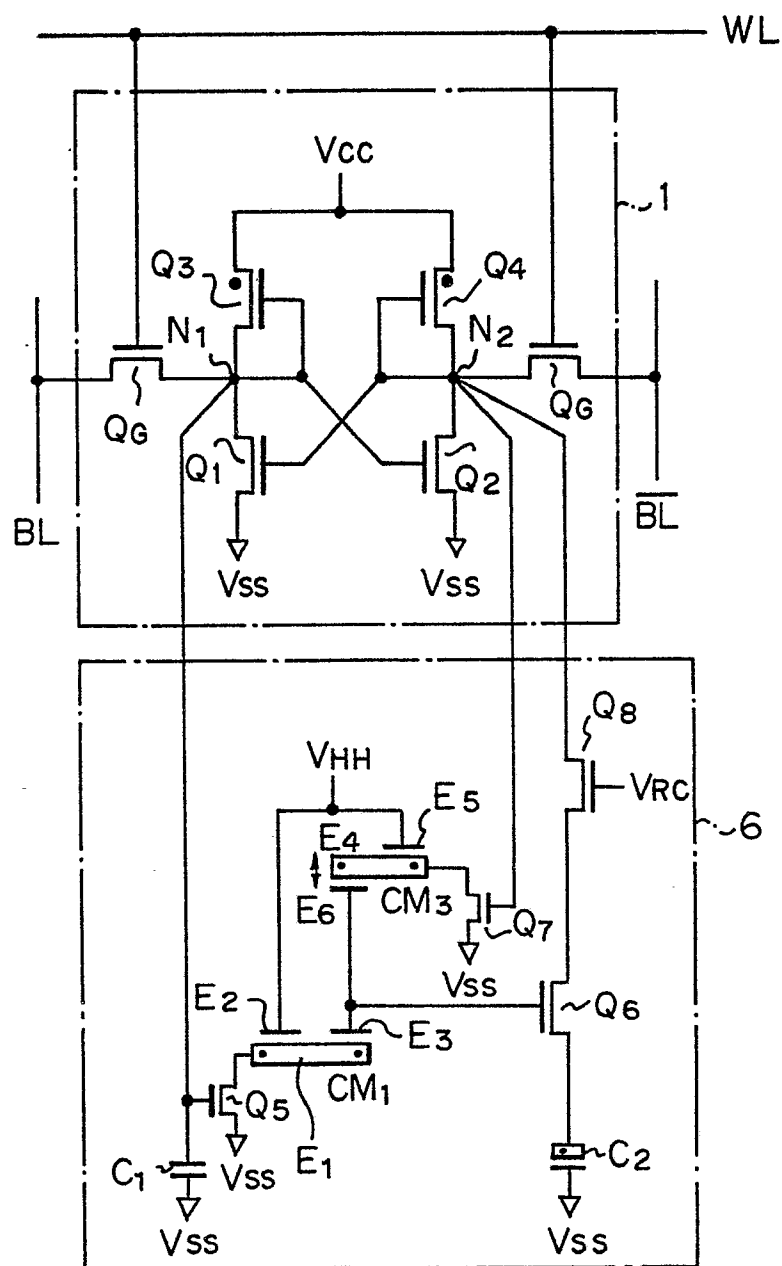 WL
Vcc
1
Q3
Q4
N1
N2
QG
QG
Q1
Q2
BL
B̅L̅
Vss
Vss
Q8
VHH
VRC
E5
6
E4
CM3
E6
Q7
Vss
E2
Q6
E3
CM1
Q5
C2
C1
Vss
E1
Vss
Vss